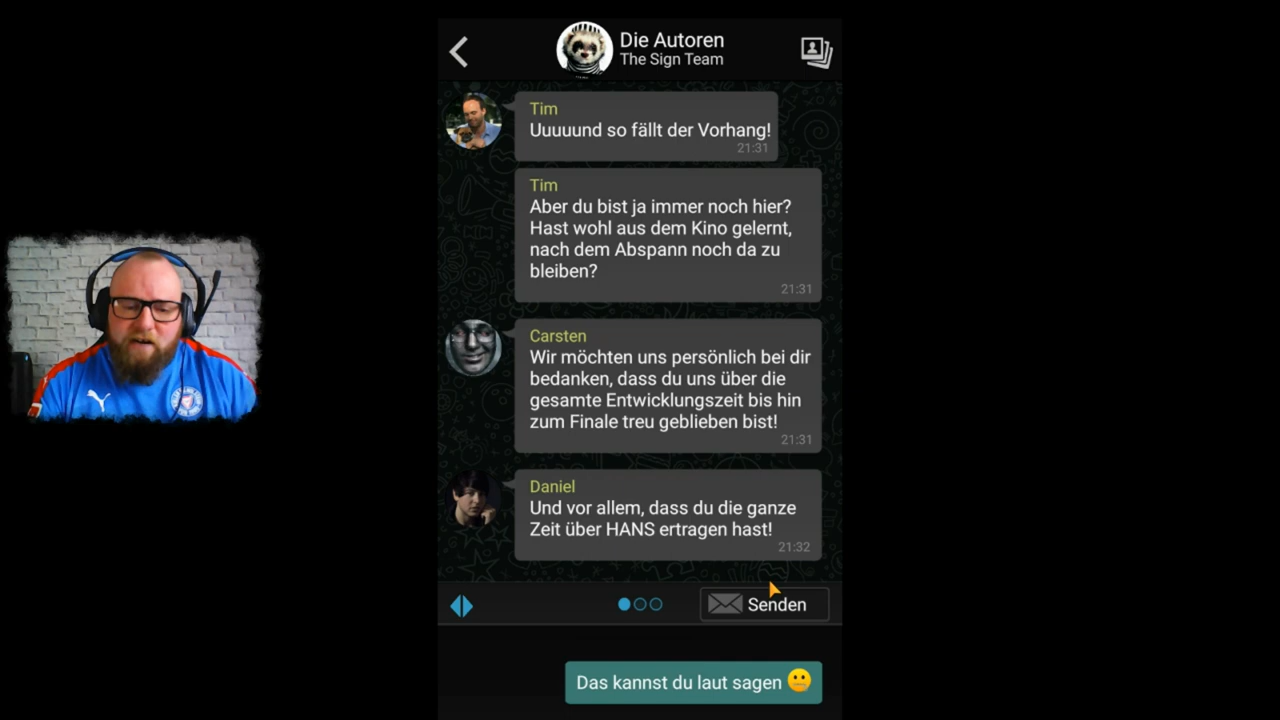 Die Autoren
The Sign Team
Tim
Uuuuund so fällt der Vorhang!
21:31
Tim
Aber du bist ja immer noch hier?
Hast wohl aus dem Kino gelernt,
nach dem Abspann noch da zu
bleiben?
21:31
Carsten
Wir möchten uns persönlich bei dir
bedanken, dass du uns über die
gesamte Entwicklungszeit bis hin
zum Finale treu geblieben bist!
21:31
Daniel
Und vor allem, dass du die ganze
Zeit über HANS ertragen hast!
21:32
Senden
Das kannst du laut sagen 😐